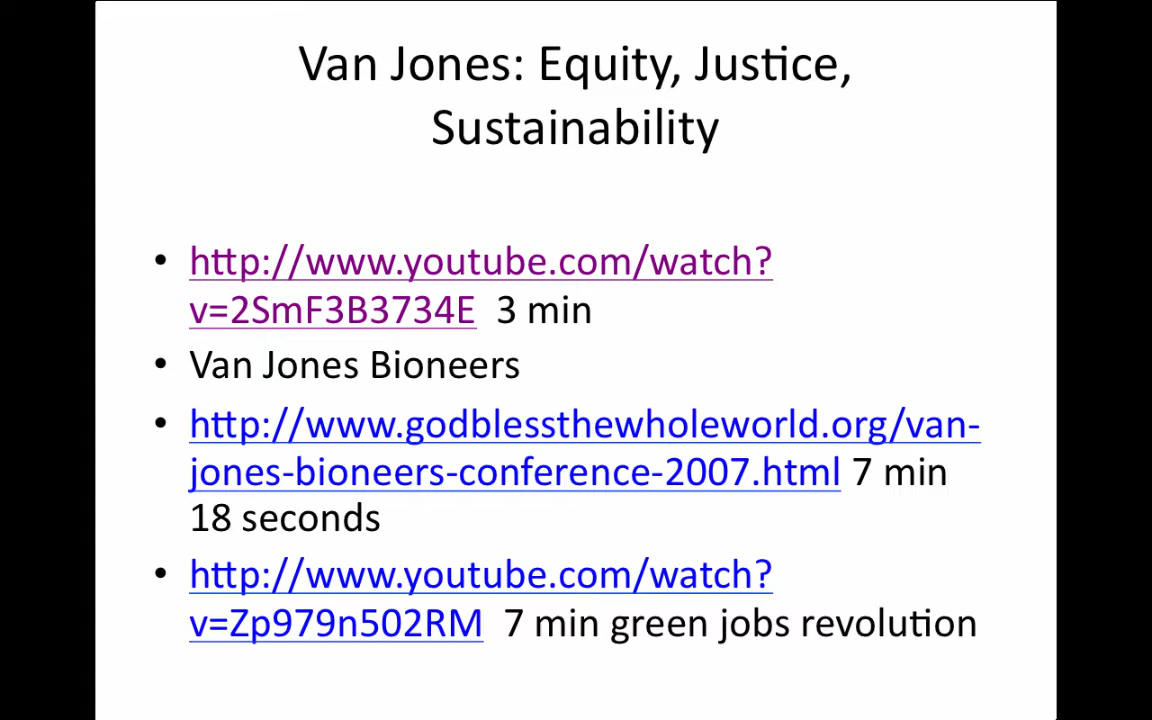 Van Jones: Equity, Justice,
Sustainability
• http://www.youtube.com/watch?
v=2SmF3B3734E 3 min
• Van Jones Bioneers
• http://www.godblessthewholeworld.org/van-
jones-bioneers-conference-2007.html 7 min
18 seconds
• http://www.youtube.com/watch?
v=Zp979n502RM 7 min green jobs revolution